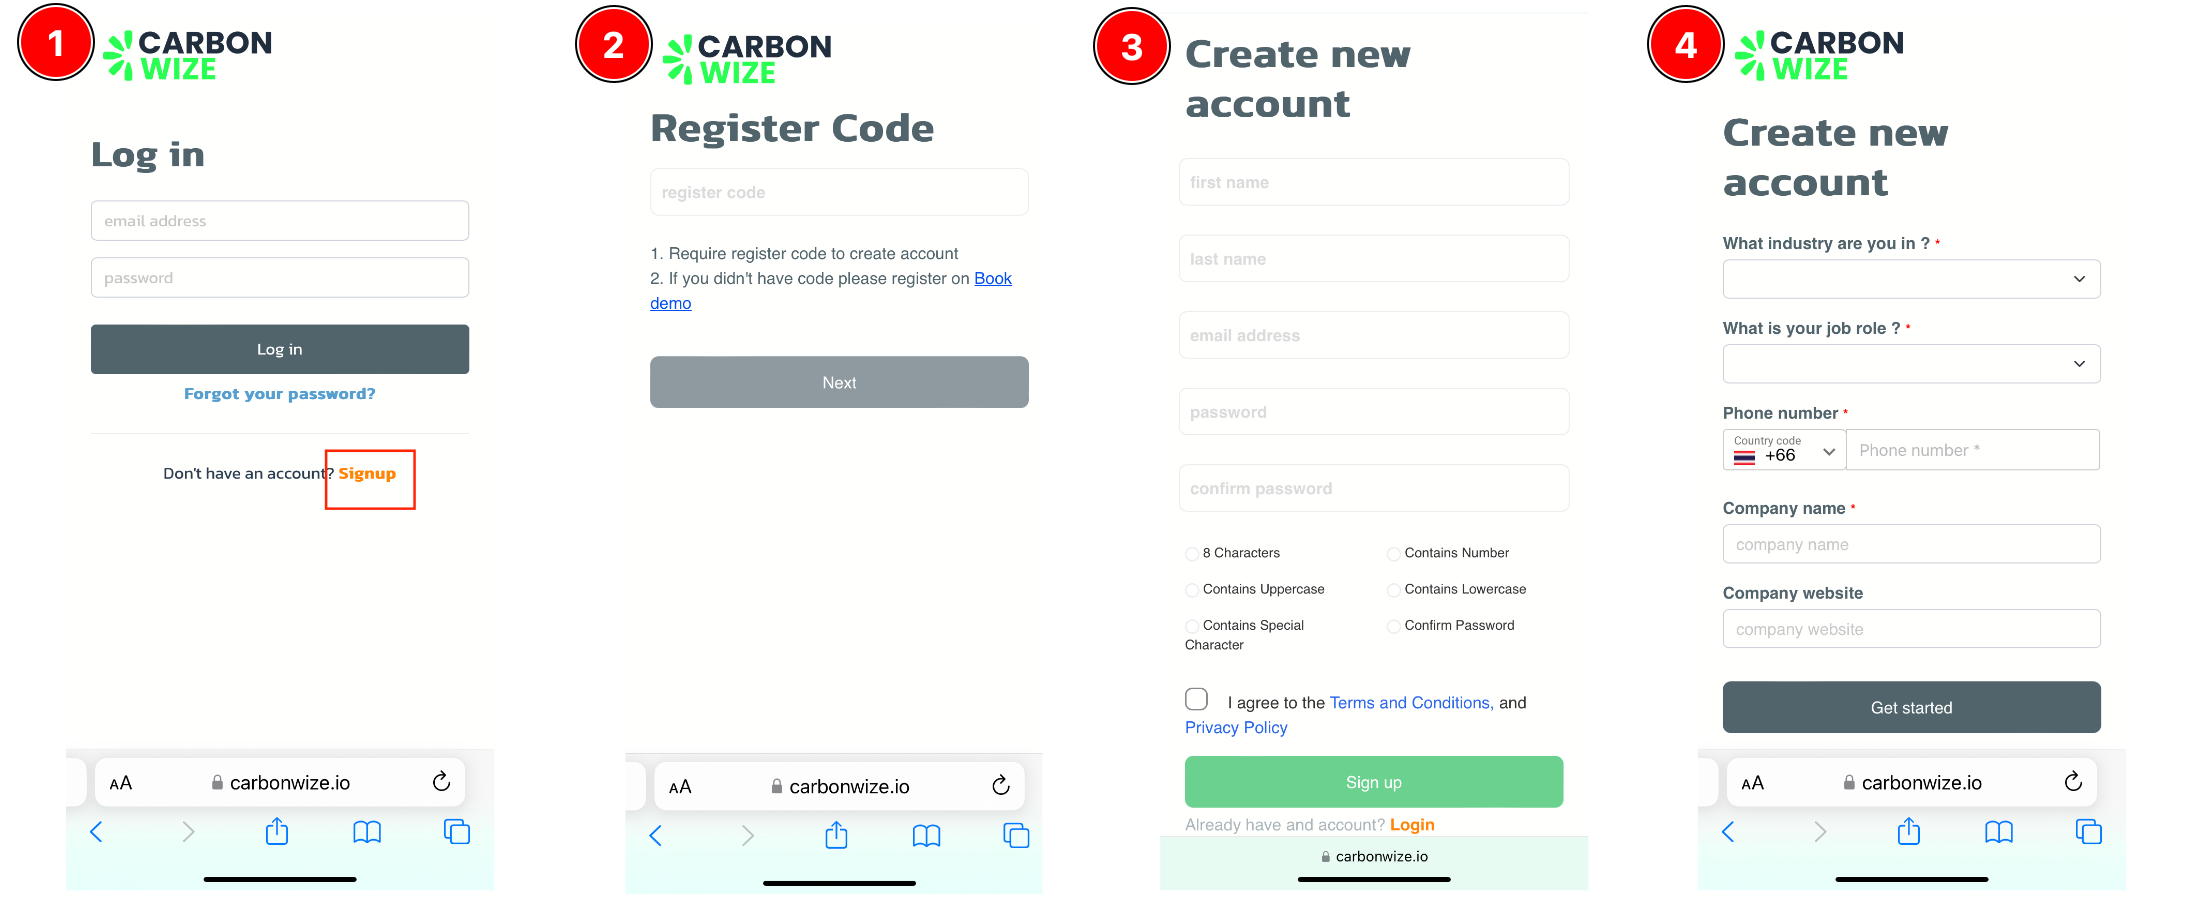 1
CARBON
WIZE
Log in
email address
password
Log in
Forgot your password?
Don't have an account? Signup
AA
carbonwize.io
2
CARBON
WIZE
Register Code
register code
1. Require register code to create account
2. If you didn't have code please register on Book
demo
Next
AA
carbonwize.io
3
Create new
account
first name
last name
email address
password
confirm password
8 Characters
Contains Number
Contains Uppercase
Contains Lowercase
Contains Special
Character
Confirm Password
I agree to the Terms and Conditions, and
Privacy Policy
Sign up
Already have and account? Login
carbonwize.io
4
CARBON
WIZE
Create new
account
What industry are you in ? *
What is your job role ? *
Phone number *
Country code
+66
Phone number *
Company name *
company name
Company website
company website
Get started
AA
carbonwize.io